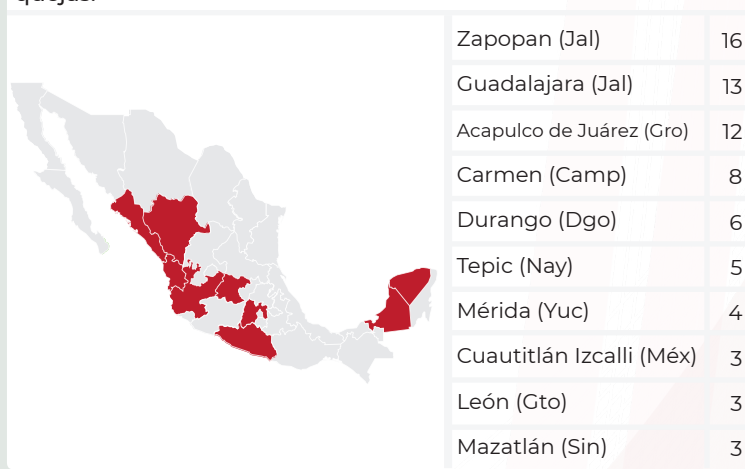 quejas.
Zapopan (Jal) 16
Guadalajara (Jal) 13
Acapulco de Juárez (Gro) 12
Carmen (Camp) 8
Durango (Dgo) 6
Tepic (Nay) 5
Mérida (Yuc) 4
Cuautitlán Izcalli (Méx) 3
León (Gto) 3
Mazatlán (Sin) 3